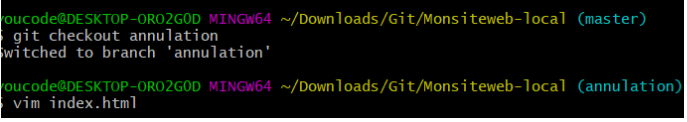 youcode@DESKTOP-ORO2G0D MINGW64 ~/Downloads/Git/Monsiteweb-local (master)
$ git checkout annulation
Switched to branch 'annulation'
youcode@DESKTOP-ORO2G0D MINGW64 ~/Downloads/Git/Monsiteweb-local (annulation)
$ vim index.html